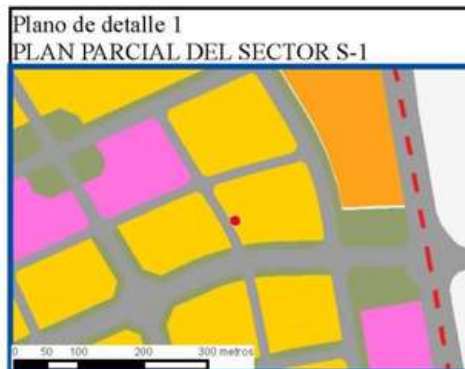 Plano de detalle 1
PLAN PARCIAL DEL SECTOR S-1
0 50 100 200 300 metros